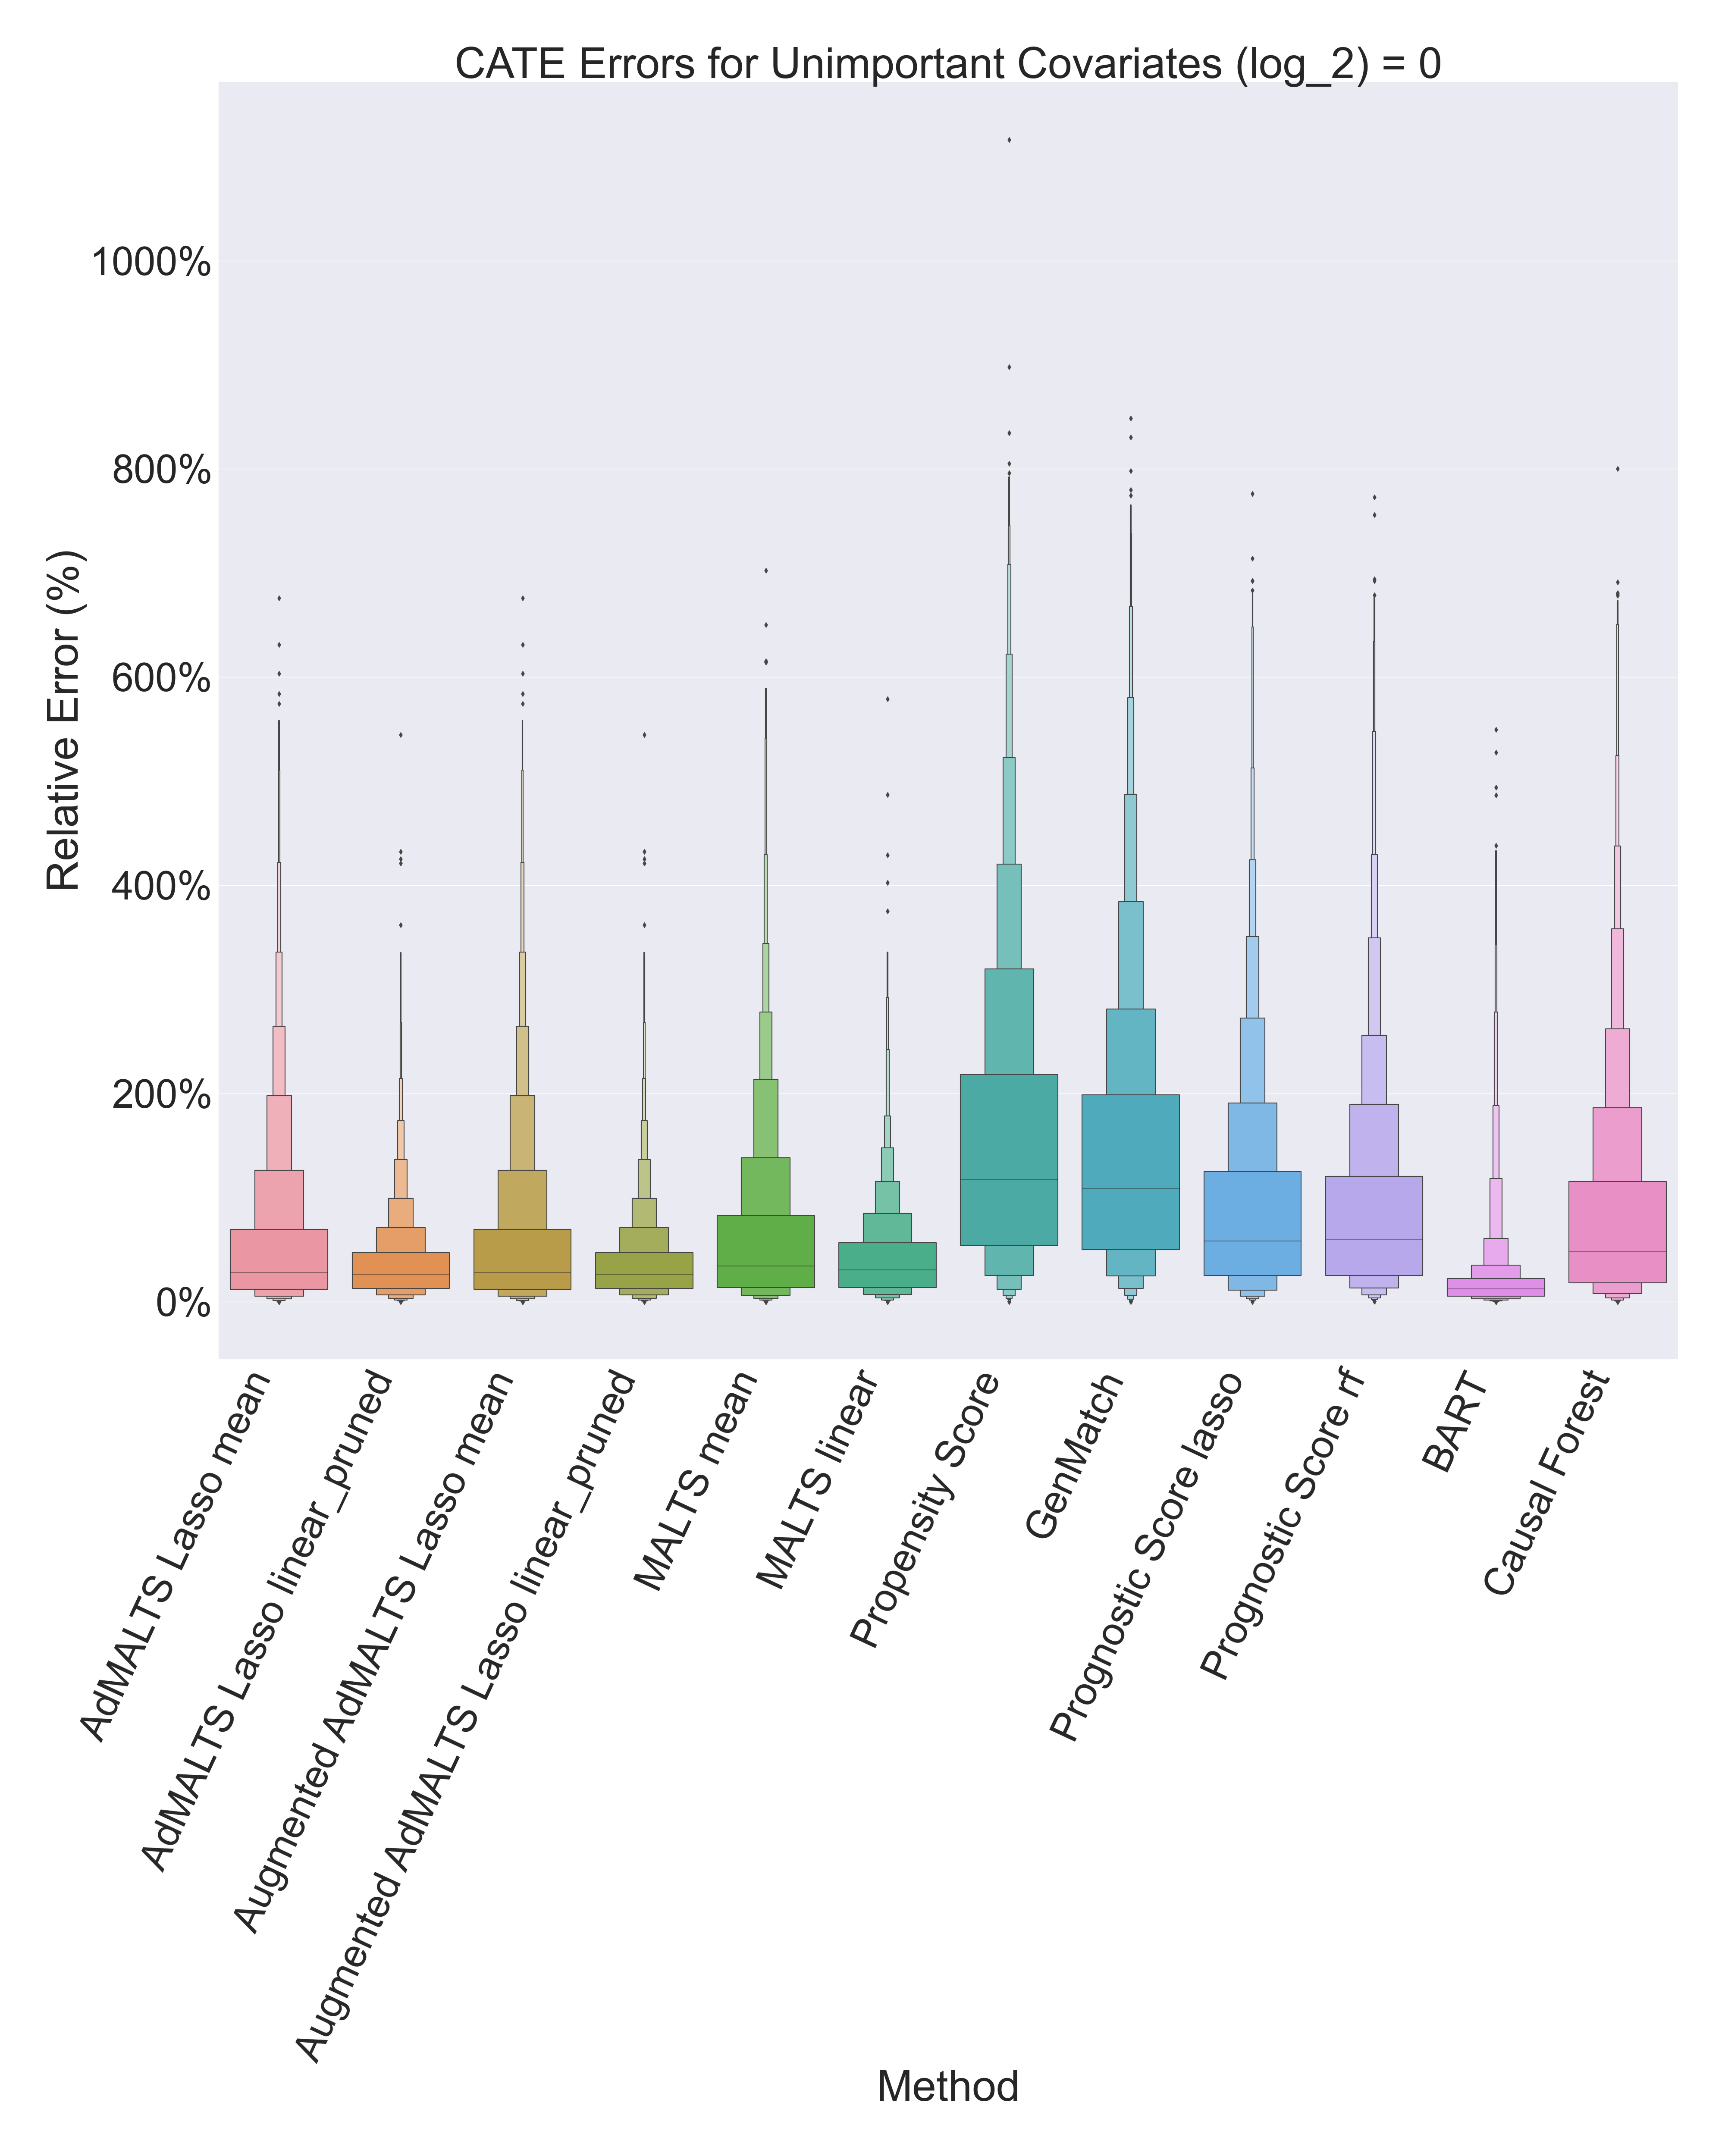 CATE Errors for Unimportant Covariates (log_2) = 0
Relative Error (%)
1000%
800%
600%
400%
200%
0%
AdMALTS Lasso mean
AdMALTS Lasso linear_pruned
Augmented AdMALTS Lasso mean
Augmented AdMALTS Lasso linear_pruned
MALTS mean
MALTS linear
Propensity Score
GenMatch
Prognostic Score lasso
Prognostic Score rf
BART
Causal Forest
Method